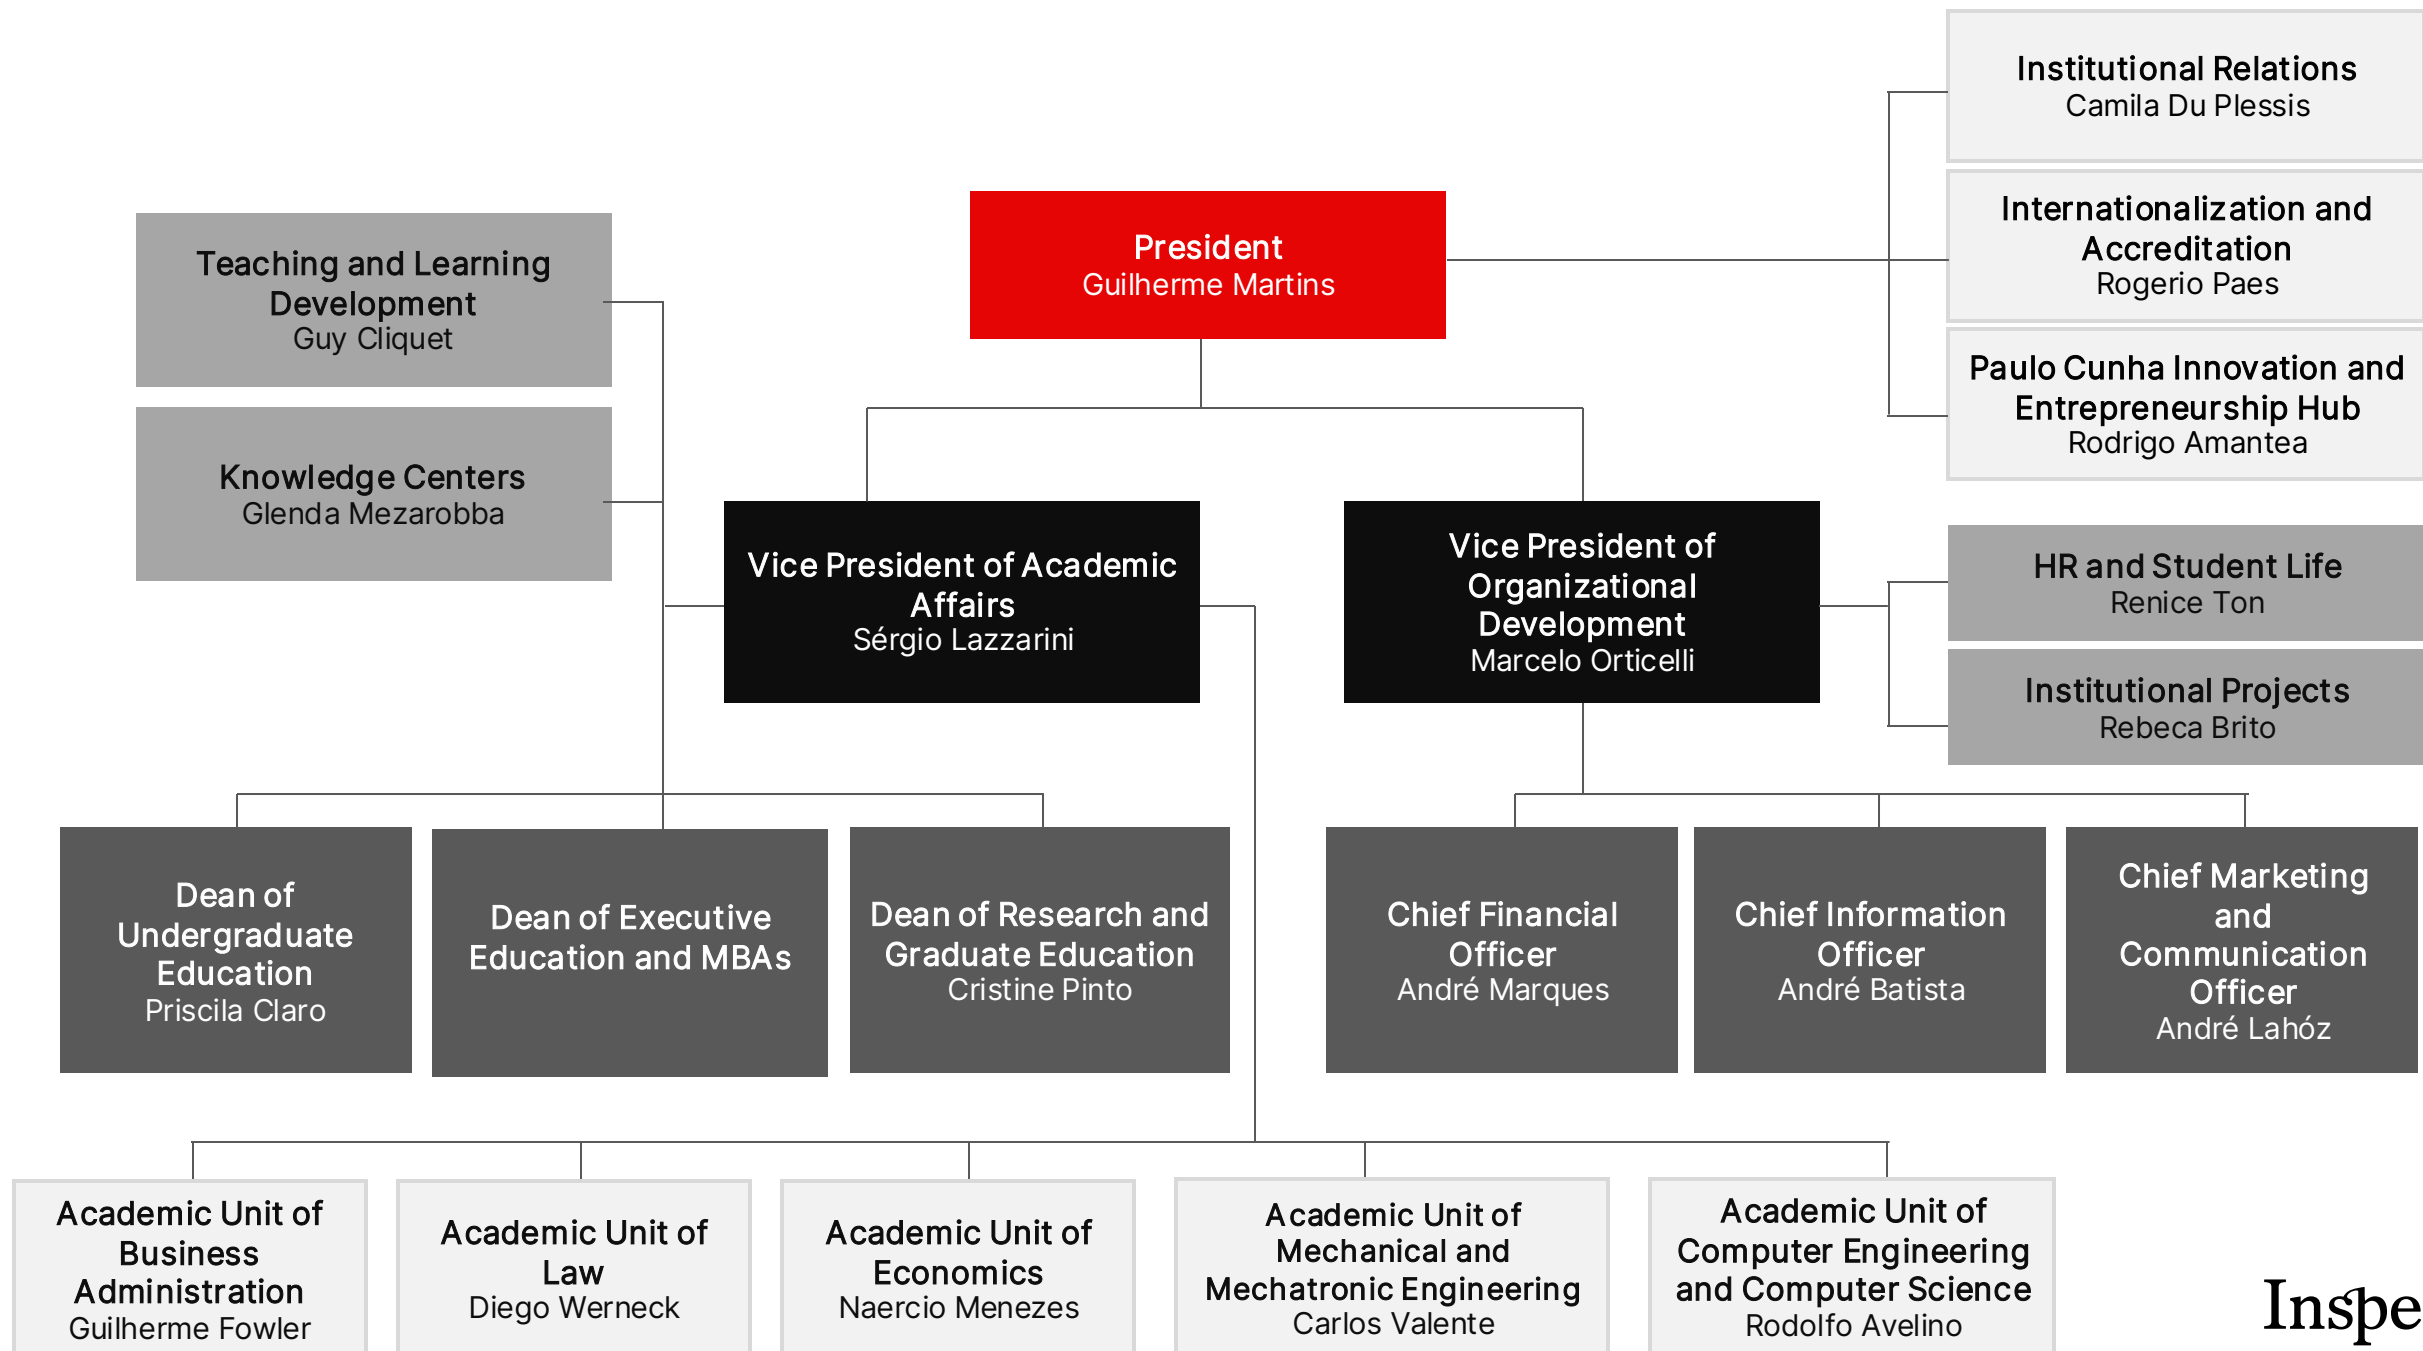 Institutional Relations
Camila Du Plessis
Internationalization and
Accreditation
Rogerio Paes
Paulo Cunha Innovation and
Entrepreneurship Hub
Rodrigo Amantea
President
Guilherme Martins
Teaching and Learning
Development
Guy Cliquet
Knowledge Centers
Glenda Mezarobba
Vice President of Academic
Affairs
Sérgio Lazzarini
Vice President of
Organizational
Development
Marcelo Orticelli
HR and Student Life
Renice Ton
Institutional Projects
Rebeca Brito
Dean of
Undergraduate
Education
Priscila Claro
Dean of Executive
Education and MBAs
Dean of Research and
Graduate Education
Cristine Pinto
Chief Financial
Officer
André Marques
Chief Information
Officer
André Batista
Chief Marketing
and
Communication
Officer
André Lahóz
Academic Unit of
Business
Administration
Guilherme Fowler
Academic Unit of
Law
Diego Werneck
Academic Unit of
Economics
Naercio Menezes
Academic Unit of
Mechanical and
Mechatronic Engineering
Carlos Valente
Academic Unit of
Computer Engineering
and Computer Science
Rodolfo Avelino
Inspe